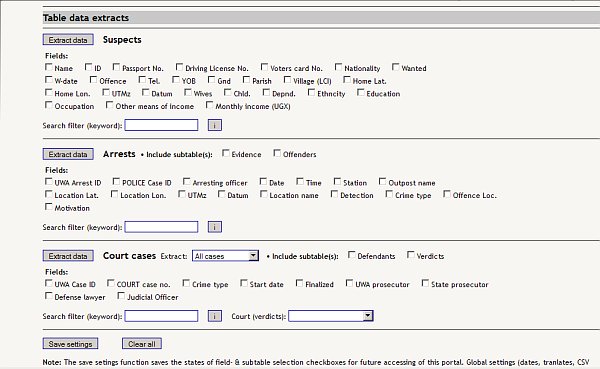 Table data extracts
Extract data Suspects
Fields:
Name ID Passport No. Driving License No. Voters card No. Nationality Wanted
W-date Offence Tel. YOB Gnd Parish Village (LCI) Home Lat.
Home Lon. UTMz Datum Wives Chld. Depnd. Ethncity Education
Occupation Other means of income Monthly income (UGX)
Search filter (keyword): i
Extract data Arrests • Include subtable(s): Evidence Offenders
Fields:
UWA Arrest ID POLICE Case ID Arresting officer Date Time Station Outpost name
Location Lat. Location Lon. UTMz Datum Location name Detection Crime type Offence Loc.
Motivation
Search filter (keyword): i
Extract data Court cases Extract: All cases • Include subtable(s): Defendants Verdicts
Fields:
UWA Case ID COURT case no. Crime type Start date Finalized UWA prosecutor State prosecutor
Defense lawyer Judicial Officer
Search filter (keyword): i Court (verdicts):
Save settings Clear all
Note: The save setings function saves the states of field- & subtable selection checkboxes for future accessing of this portal. Global settings (dates, tranlates, CSV